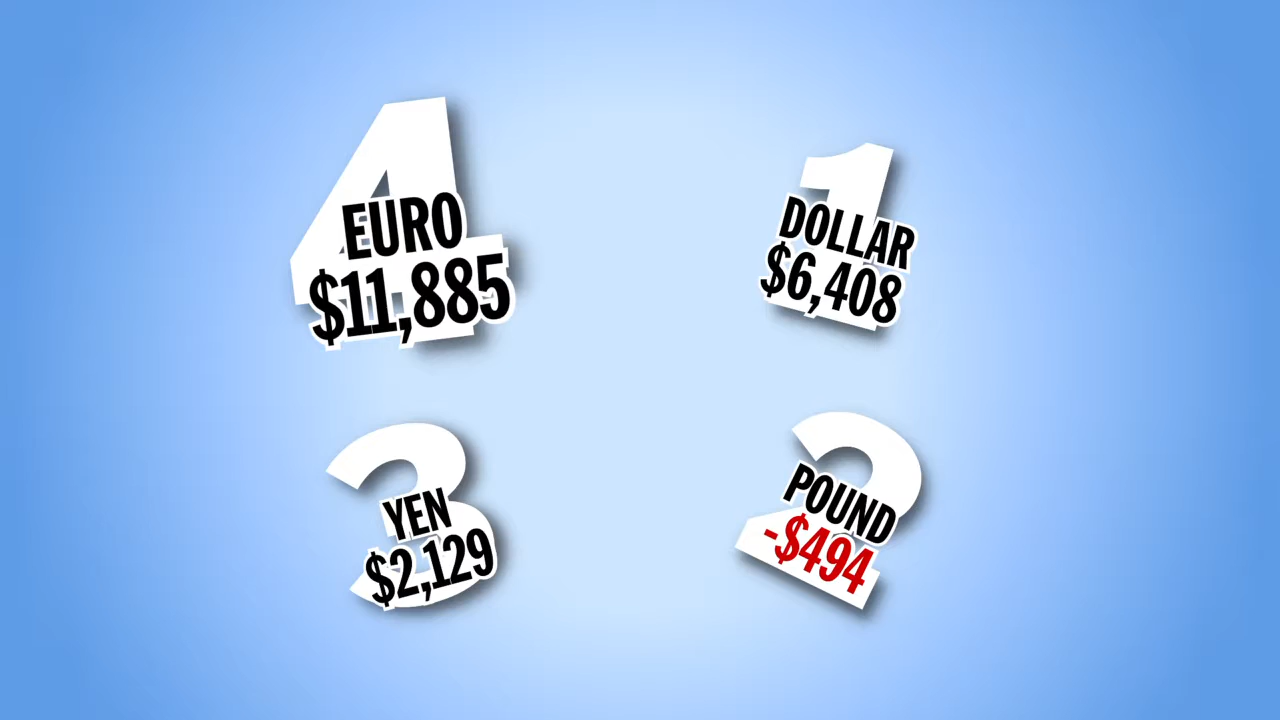 4
EURO
$11,885
1
DOLLAR
$6,408
3
YEN
$2,129
2
POUND
-$494